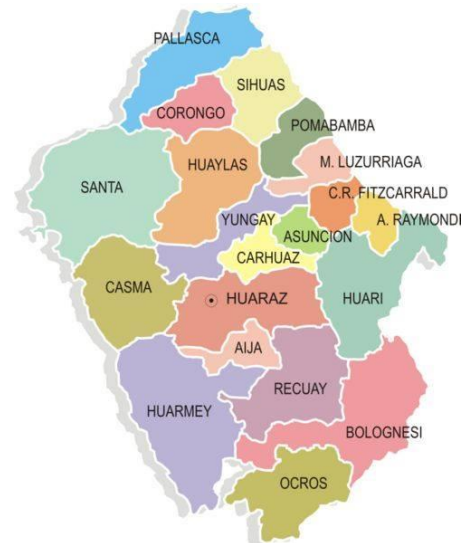 PALLASCA
SIHUAS
CORONGO
POMABAMBA
HUAYLAS
M. LUZURRIAGA
SANTA
C.R. FITZCARRALD
YUNGAY
A. RAYMONDI
ASUNCION
CARHUAZ
CASMA
HUARAZ
HUARI
AIJA
RECUAY
HUARMEY
BOLOGNESI
OCROS